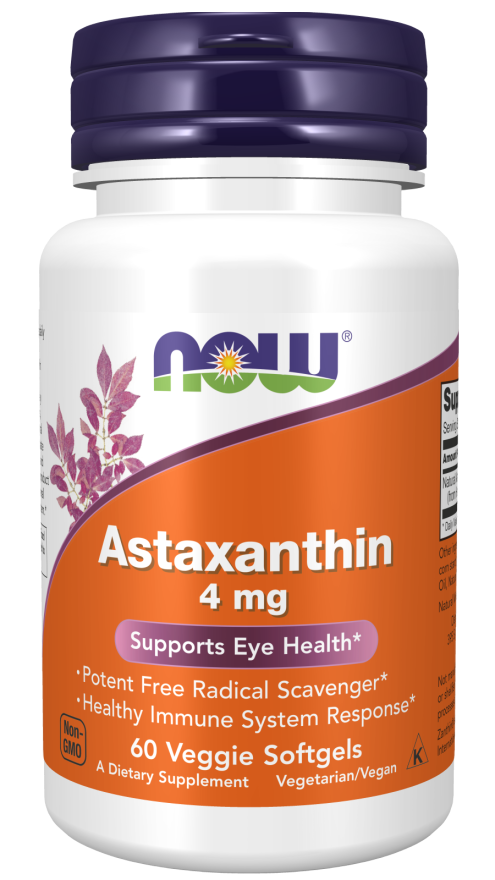 NOW®
Astaxanthin
4 mg
Supports Eye Health*
• Potent Free Radical Scavenger*
• Healthy Immune System Response*
Non-
GMO
60 Veggie Softgels
A Dietary Supplement
Vegetarian/Vegan
K